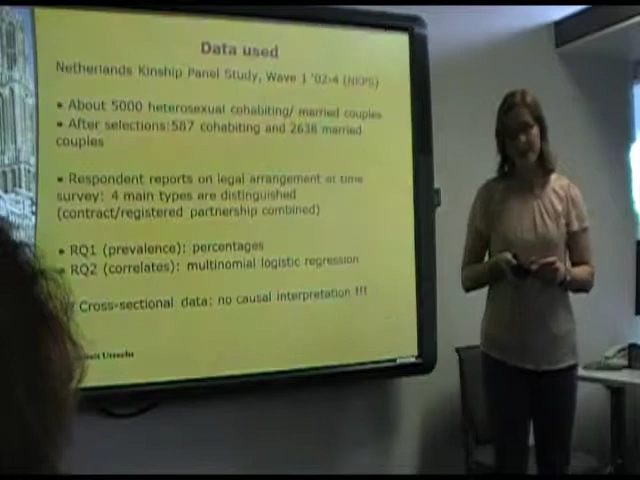 Data used
Netherlands Kinship Panel Study, Wave 1 '02-4 (NKPS)
• About 5000 heterosexual cohabiting/ married couples
• After selections:587 cohabiting and 2638 married
couples
• Respondent reports on legal arrangement at time
survey: 4 main types are distinguished
(contract/registered partnership combined)
• RQ1 (prevalence): percentages
• RQ2 (correlates): multinomial logistic regression
Cross-sectional data: no causal interpretation !!!
Utrecht